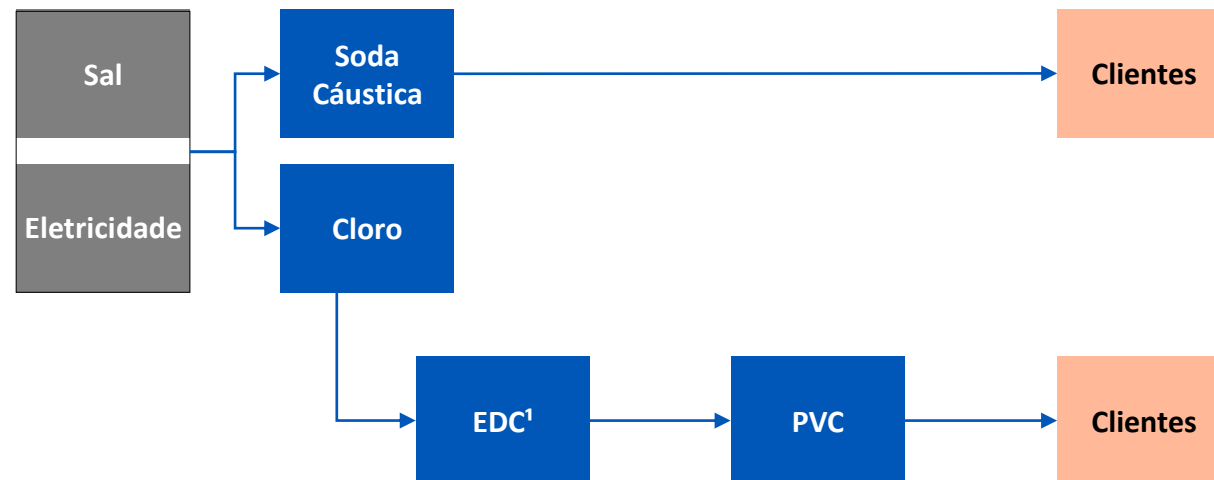 Sal
Soda
Cáustica
Clientes
Eletricidade
Cloro
EDC¹
PVC
Clientes